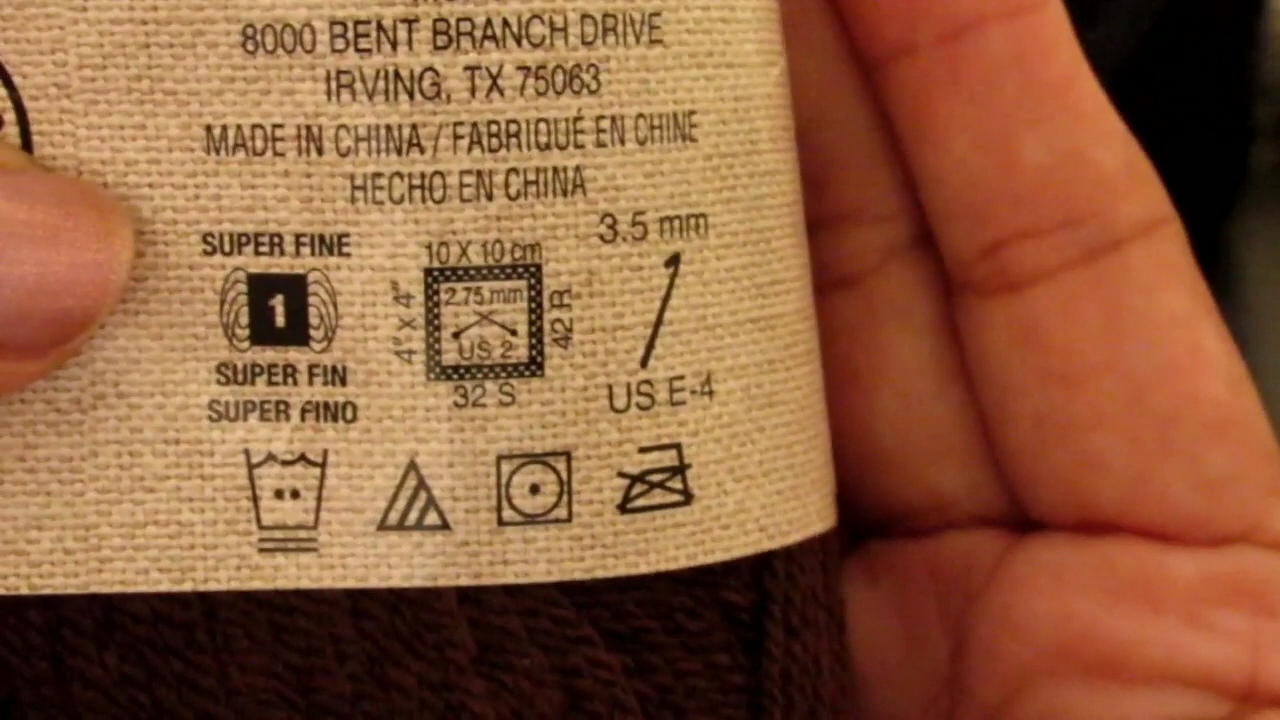 8000 BENT BRANCH DRIVE
IRVING, TX 75063
MADE IN CHINA / FABRIQUÉ EN CHINE
HECHO EN CHINA
SUPER FINE
1
SUPER FIN
SUPER FINO
10 X 10 cm
4" x 4"
2.75 mm
US 2
42 R
32 S
3.5 mm
US E-4